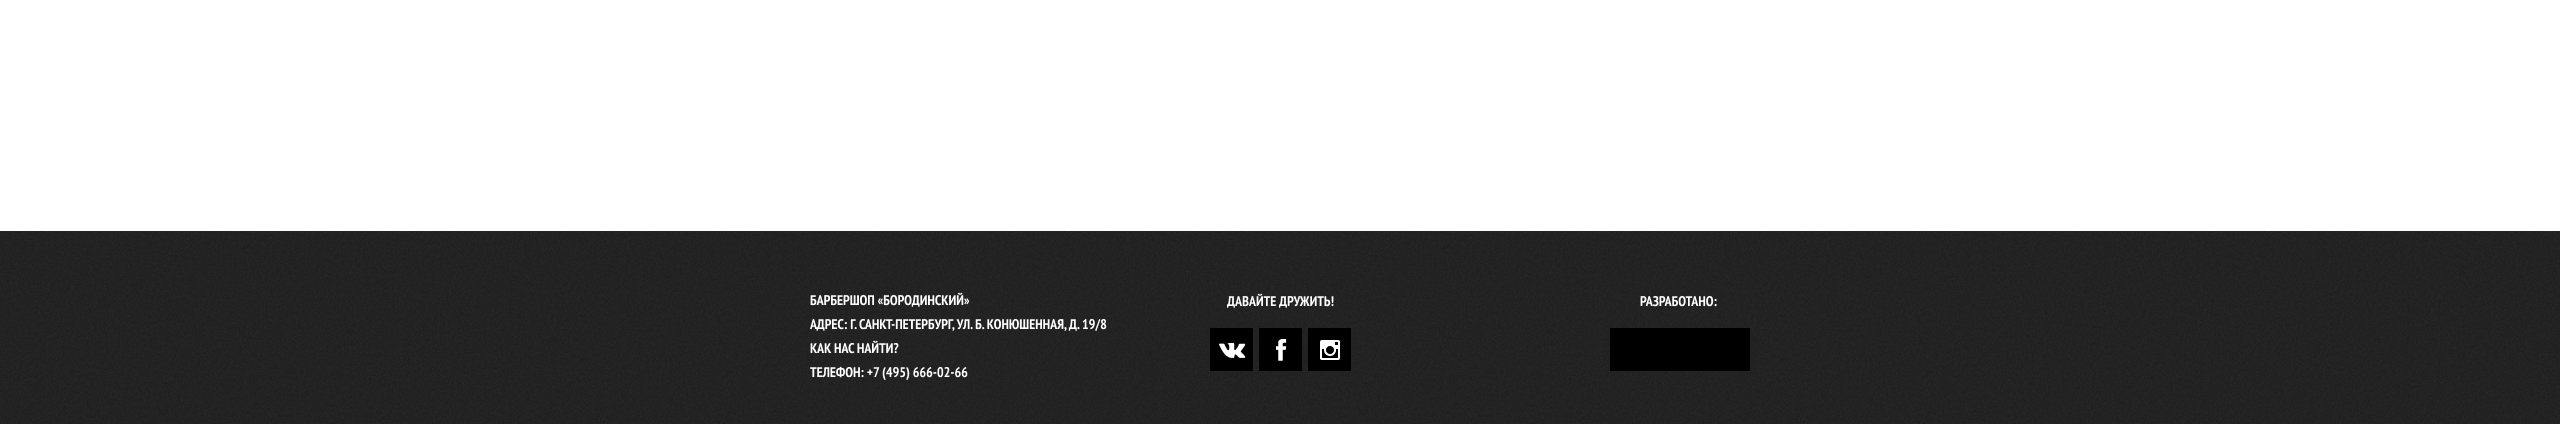 БАРБЕРШОП «БОРОДИНСКИЙ»
АДРЕС: Г. САНКТ-ПЕТЕРБУРГ, УЛ. Б. КОНЮШЕННАЯ, Д. 19/8
КАК НАС НАЙТИ?
ТЕЛЕФОН: +7 (495) 666-02-66
ДАВАЙТЕ ДРУЖИТЬ!
РАЗРАБОТАНО: